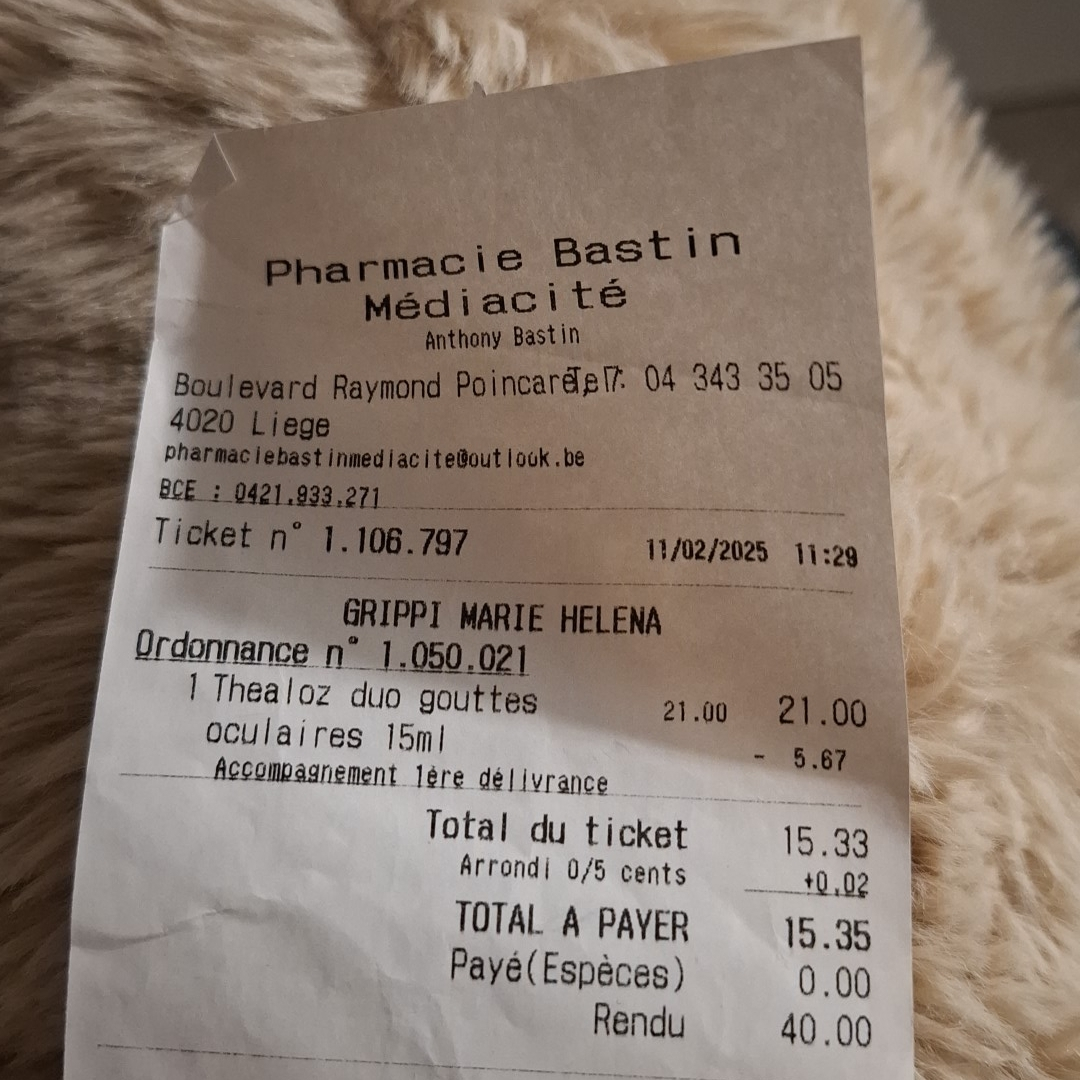 Pharmacie Bastin
Médiacité
Anthony Bastin
Boulevard Raymond Poincaré, 7 Tel: 04 343 35 05
4020 Liege
pharmaciebastinmediacite@outlook.be
BCE : 0421.933.271
Ticket n° 1.106.797 11/02/2025 11:29
GRIPPI MARIE HELENA
Ordonnance n° 1.050.021
1 Thealoz duo gouttes 21.00 21.00
oculaires 15ml - 5.67
Accompagnement 1ère délivrance
Total du ticket 15.33
Arrondi 0/5 cents +0.02
TOTAL A PAYER 15.35
Payé(Espèces) 0.00
Rendu 40.00